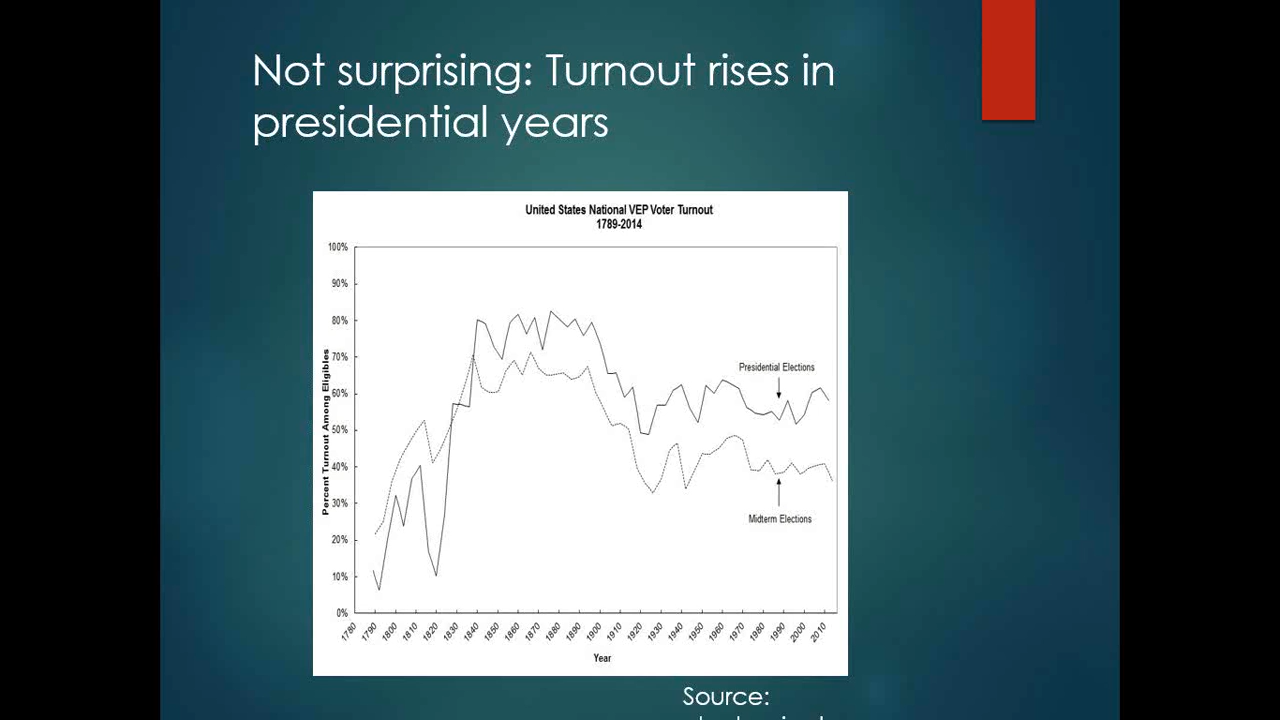 Not surprising: Turnout rises in
presidential years
United States National VEP Voter Turnout
1789-2014
100%
90%
80%
70%
60%
50%
40%
30%
20%
10%
0%
Percent Turnout Among Eligibles
Presidential Elections
Midterm Elections
1780 1790 1800 1810 1820 1830 1840 1850 1860 1870 1880 1890 1900 1910 1920 1930 1940 1950 1960 1970 1980 1990 2000 2010
Year
Source: